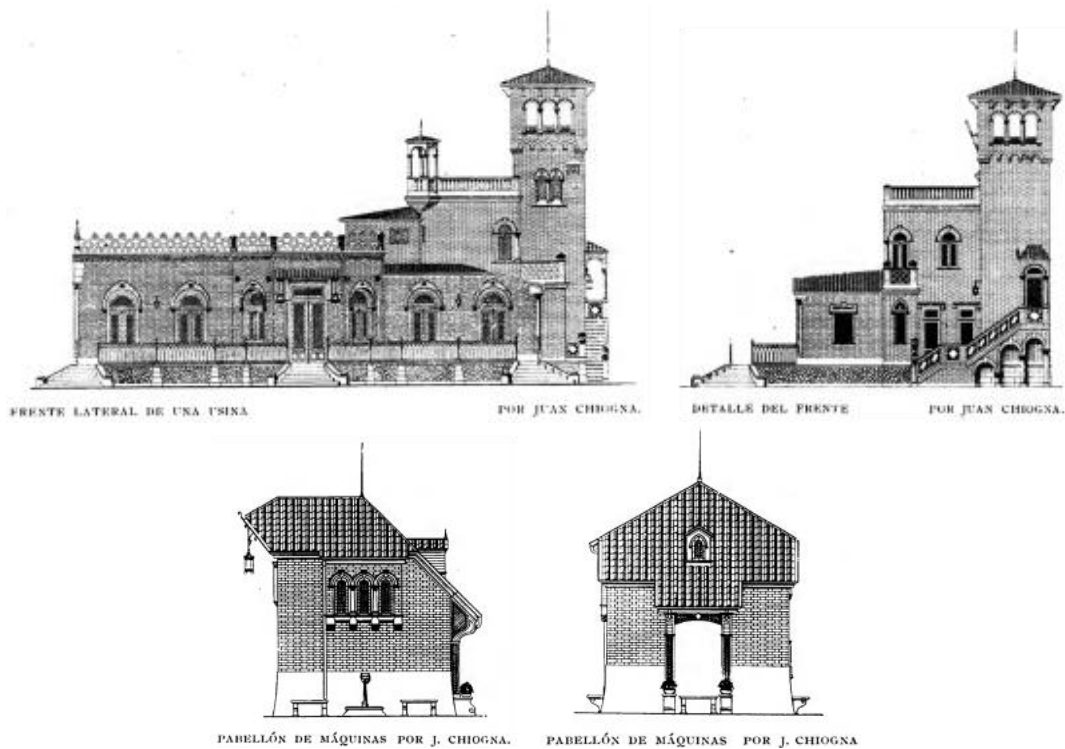 FRENTE LATERAL DE UNA USINA
POR JUAN CHIOGNA.
DETALLE DEL FRENTE
POR JUAN CHIOGNA.
PABELLÓN DE MÁQUINAS POR J. CHIOGNA.
PABELLÓN DE MÁQUINAS POR J. CHIOGNA